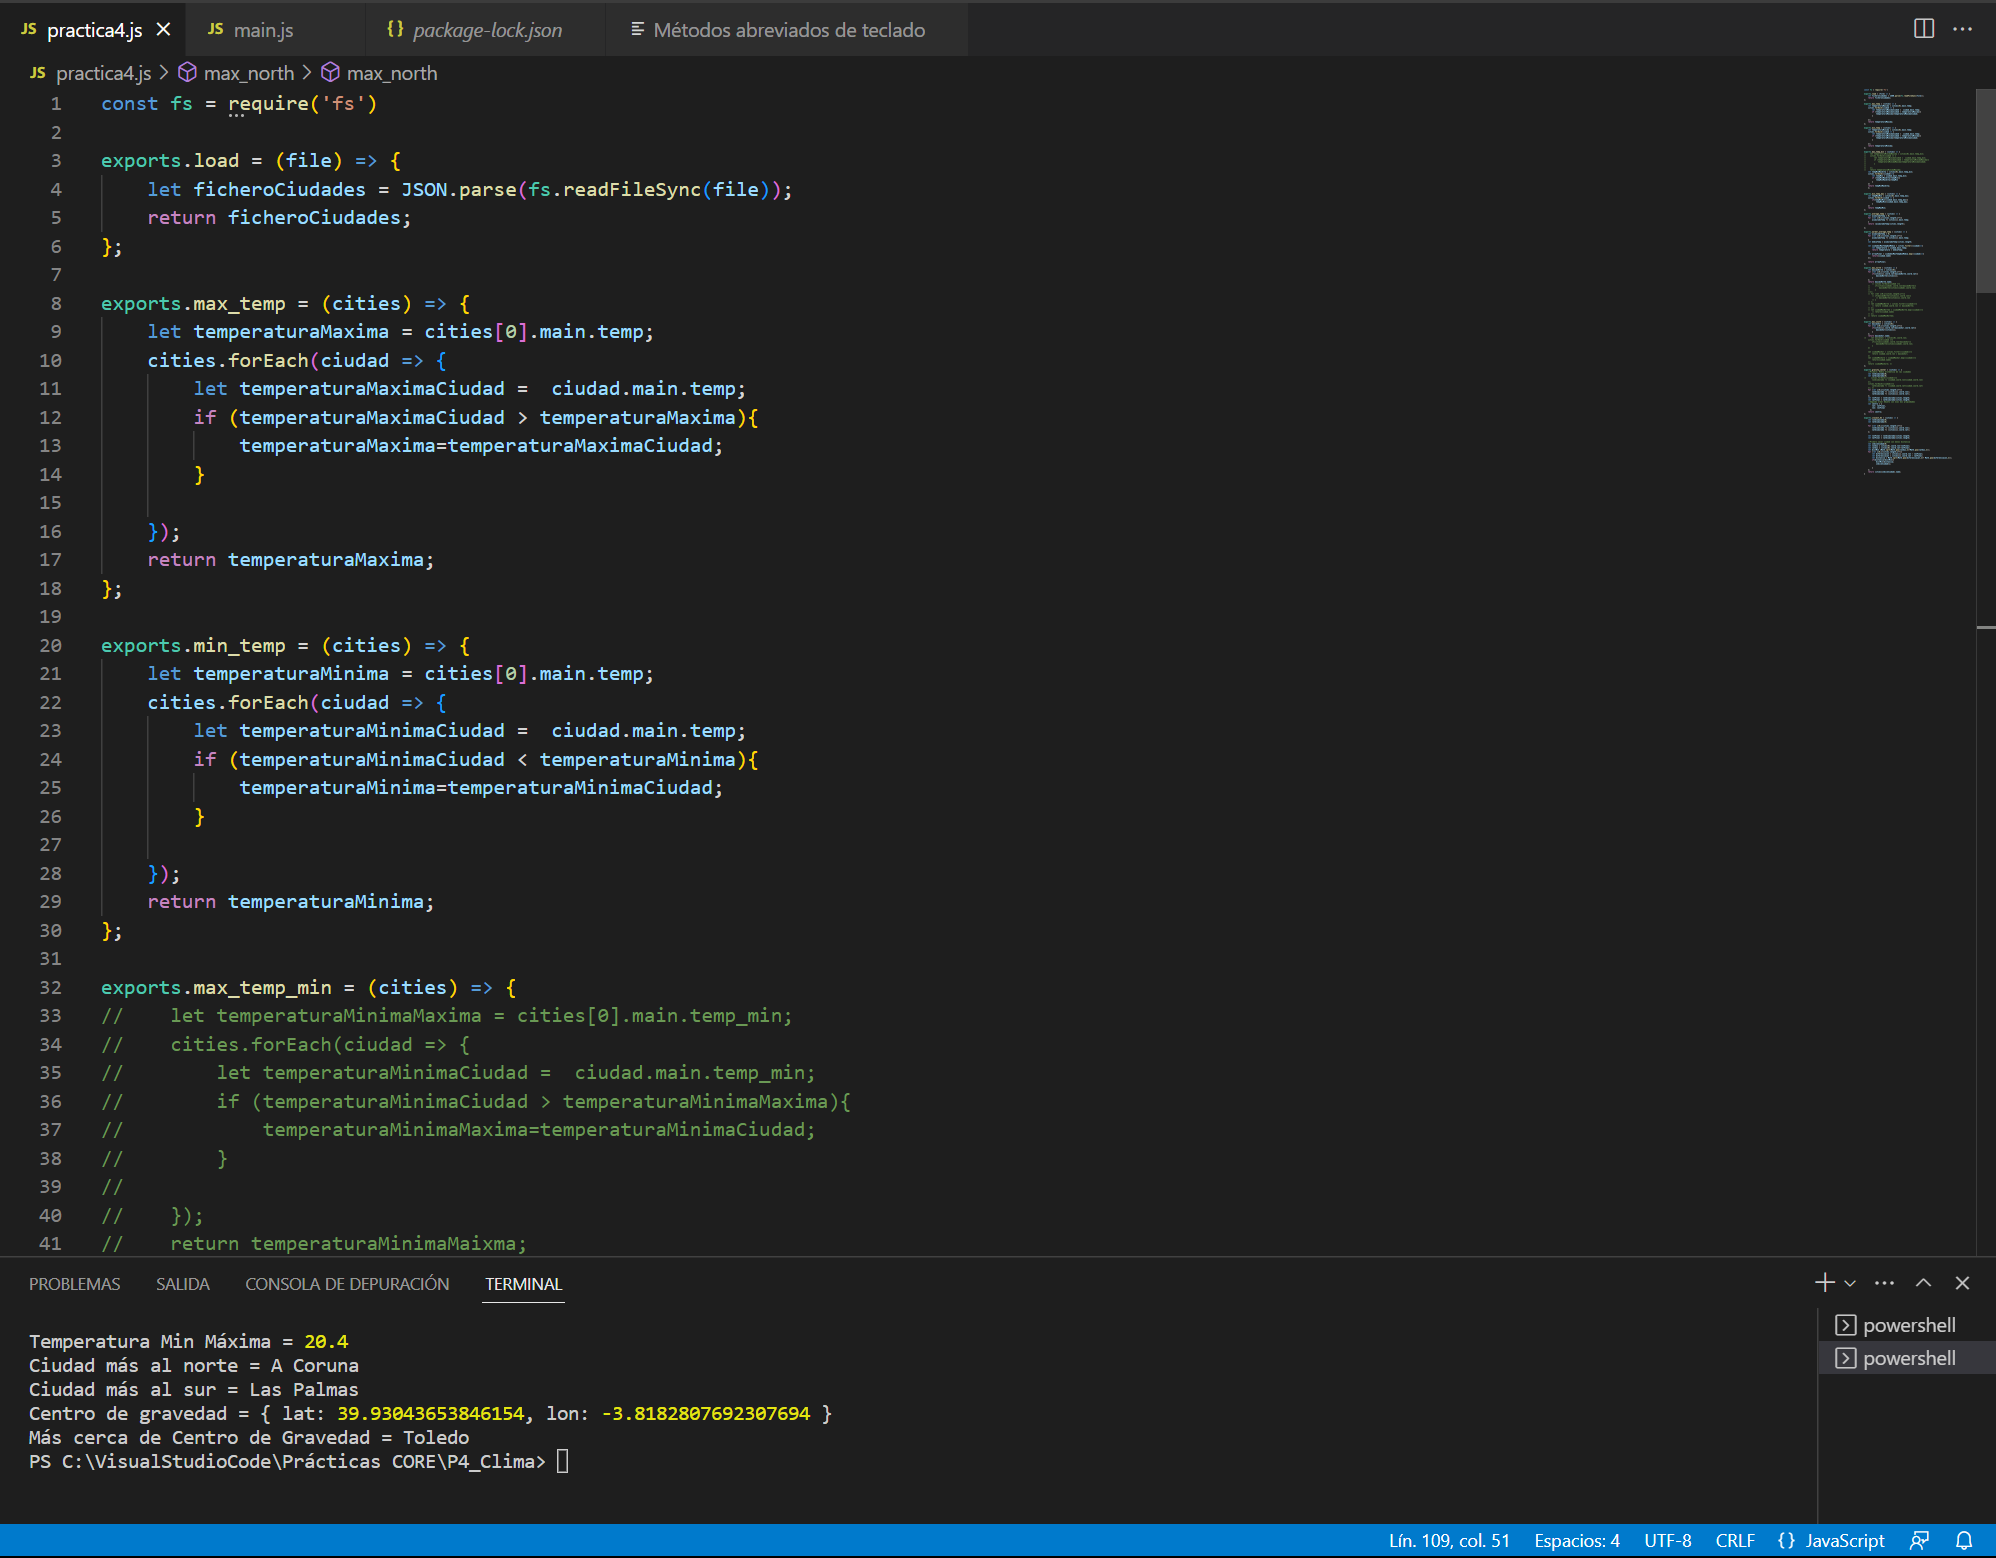 JS practica4.js JS main.js {} package-lock.json Métodos abreviados de teclado
JS practica4.js > max_north > max_north
1 const fs = require('fs')
2
3 exports.load = (file) => {
4     let ficheroCiudades = JSON.parse(fs.readFileSync(file));
5     return ficheroCiudades;
6 };
7
8 exports.max_temp = (cities) => {
9     let temperaturaMaxima = cities[0].main.temp;
10     cities.forEach(ciudad => {
11         let temperaturaMaximaCiudad =  ciudad.main.temp;
12         if (temperaturaMaximaCiudad > temperaturaMaxima){
13             temperaturaMaxima=temperaturaMaximaCiudad;
14         }
15
16     });
17     return temperaturaMaxima;
18 };
19
20 exports.min_temp = (cities) => {
21     let temperaturaMinima = cities[0].main.temp;
22     cities.forEach(ciudad => {
23         let temperaturaMinimaCiudad =  ciudad.main.temp;
24         if (temperaturaMinimaCiudad < temperaturaMinima){
25             temperaturaMinima=temperaturaMinimaCiudad;
26         }
27
28     });
29     return temperaturaMinima;
30 };
31
32 exports.max_temp_min = (cities) => {
33 //    let temperaturaMinimaMaxima = cities[0].main.temp_min;
34 //    cities.forEach(ciudad => {
35 //        let temperaturaMinimaCiudad =  ciudad.main.temp_min;
36 //        if (temperaturaMinimaCiudad > temperaturaMinimaMaxima){
37 //            temperaturaMinimaMaxima=temperaturaMinimaCiudad;
38 //        }
39 //
40 //    });
41 //    return temperaturaMinimaMaixma;
PROBLEMAS SALIDA CONSOLA DE DEPURACIÓN TERMINAL
Temperatura Min Máxima = 20.4
Ciudad más al norte = A Coruna
Ciudad más al sur = Las Palmas
Centro de gravedad = { lat: 39.93043653846154, lon: -3.8182807692307694 }
Más cerca de Centro de Gravedad = Toledo
PS C:\VisualStudioCode\Prácticas CORE\P4_Clima>
powershell
powershell
Lín. 109, col. 51 Espacios: 4 UTF-8 CRLF {} JavaScript